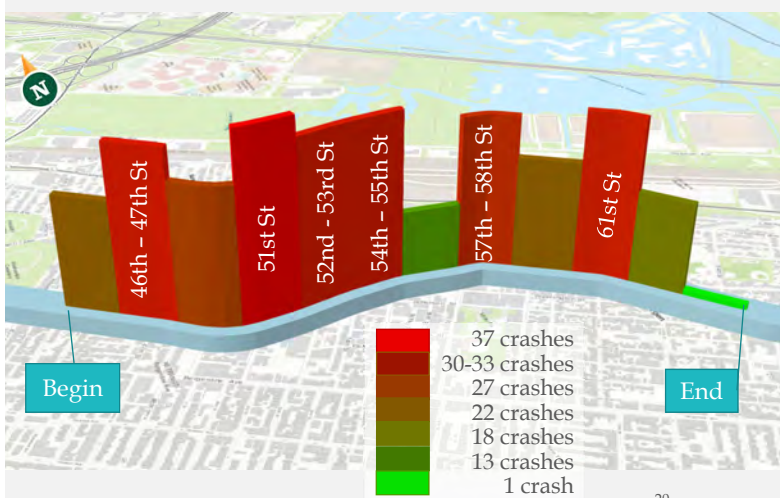 N
46th – 47th St
51st St
52nd - 53rd St
54th – 55th St
57th – 58th St
61st St
Begin
End
37 crashes
30-33 crashes
27 crashes
22 crashes
18 crashes
13 crashes
1 crash